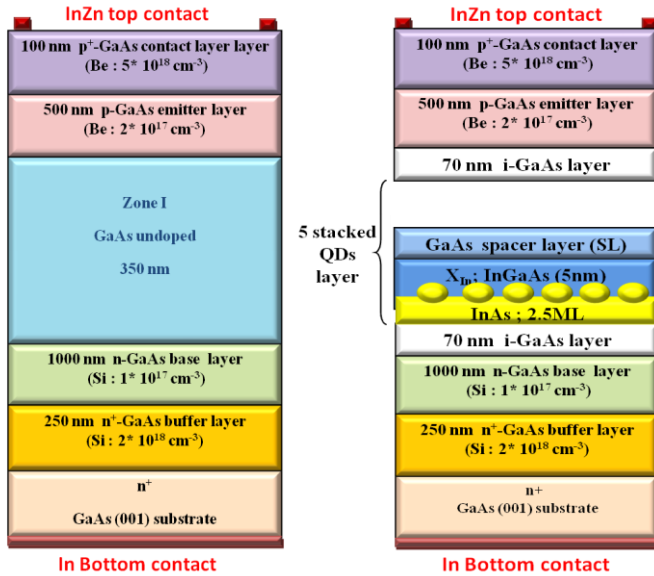 InZn top contact
100 nm p⁺-GaAs contact layer layer
(Be : 5* 10¹⁸ cm⁻³)
500 nm p-GaAs emitter layer
(Be : 2* 10¹⁷ cm⁻³)
Zone I
GaAs undoped
350 nm
1000 nm n-GaAs base layer
(Si : 1* 10¹⁷ cm⁻³)
250 nm n⁺-GaAs buffer layer
(Si : 2* 10¹⁸ cm⁻³)
n⁺
GaAs (001) substrate
In Bottom contact
5 stacked
QDs
layer
InZn top contact
100 nm p⁺-GaAs contact layer
(Be : 5* 10¹⁸ cm⁻³)
500 nm p-GaAs emitter layer
(Be : 2* 10¹⁷ cm⁻³)
70 nm i-GaAs layer
GaAs spacer layer (SL)
X_In; InGaAs (5nm)
InAs ; 2.5ML
70 nm i-GaAs layer
1000 nm n-GaAs base layer
(Si : 1* 10¹⁷ cm⁻³)
250 nm n⁺-GaAs buffer layer
(Si : 2* 10¹⁸ cm⁻³)
n+
GaAs (001) substrate
In Bottom contact